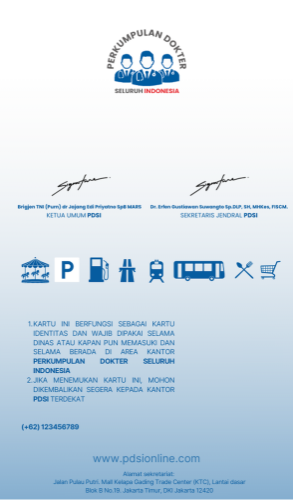 PERKUMPULAN DOKTER
SELURUH INDONESIA
Brigjen TNI (Purn) dr Jajang Edi Priyatno SpB MARS
KETUA UMUM PDSI
Dr. Erfen Gustiawan Suwangto Sp.DLP, SH, MHKes, FISCM.
SEKRETARIS JENDRAL PDSI
P
1. KARTU INI BERFUNGSI SEBAGAI KARTU
IDENTITAS DAN WAJIB DIPAKAI SELAMA
DINAS ATAU KAPAN PUN MEMASUKI DAN
SELAMA BERADA DI AREA KANTOR
PERKUMPULAN DOKTER SELURUH
INDONESIA
2. JIKA MENEMUKAN KARTU INI, MOHON
DIKEMBALIKAN SEGERA KEPADA KANTOR
PDSI TERDEKAT
(+62) 123456789
www.pdsionline.com
Alamat sekretariat:
Jalan Pulau Putri. Mall Kelapa Gading Trade Center (KTC), Lantai dasar
Blok B No.19. Jakarta Timur, DKI Jakarta 12420